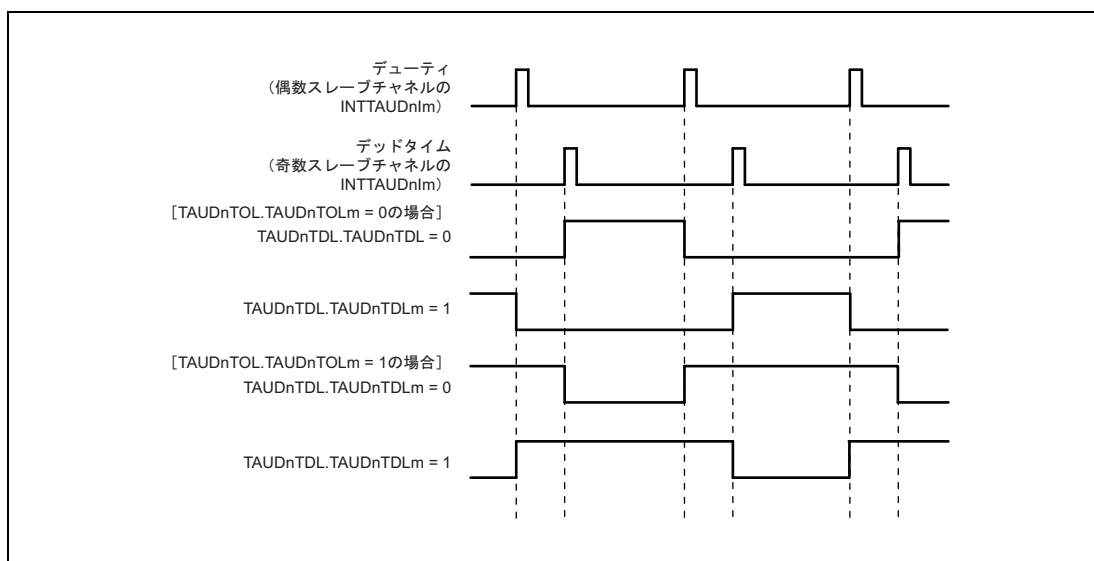 デューティ
（偶数スレーブチャネルの
INTTAUDnIm）
デッドタイム
（奇数スレーブチャネルの
INTTAUDnIm）
［TAUDnTOL.TAUDnTOLm = 0の場合］
TAUDnTDL.TAUDnTDL = 0
TAUDnTDL.TAUDnTDLm = 1
［TAUDnTOL.TAUDnTOLm = 1の場合］
TAUDnTDL.TAUDnTDLm = 0
TAUDnTDL.TAUDnTDLm = 1